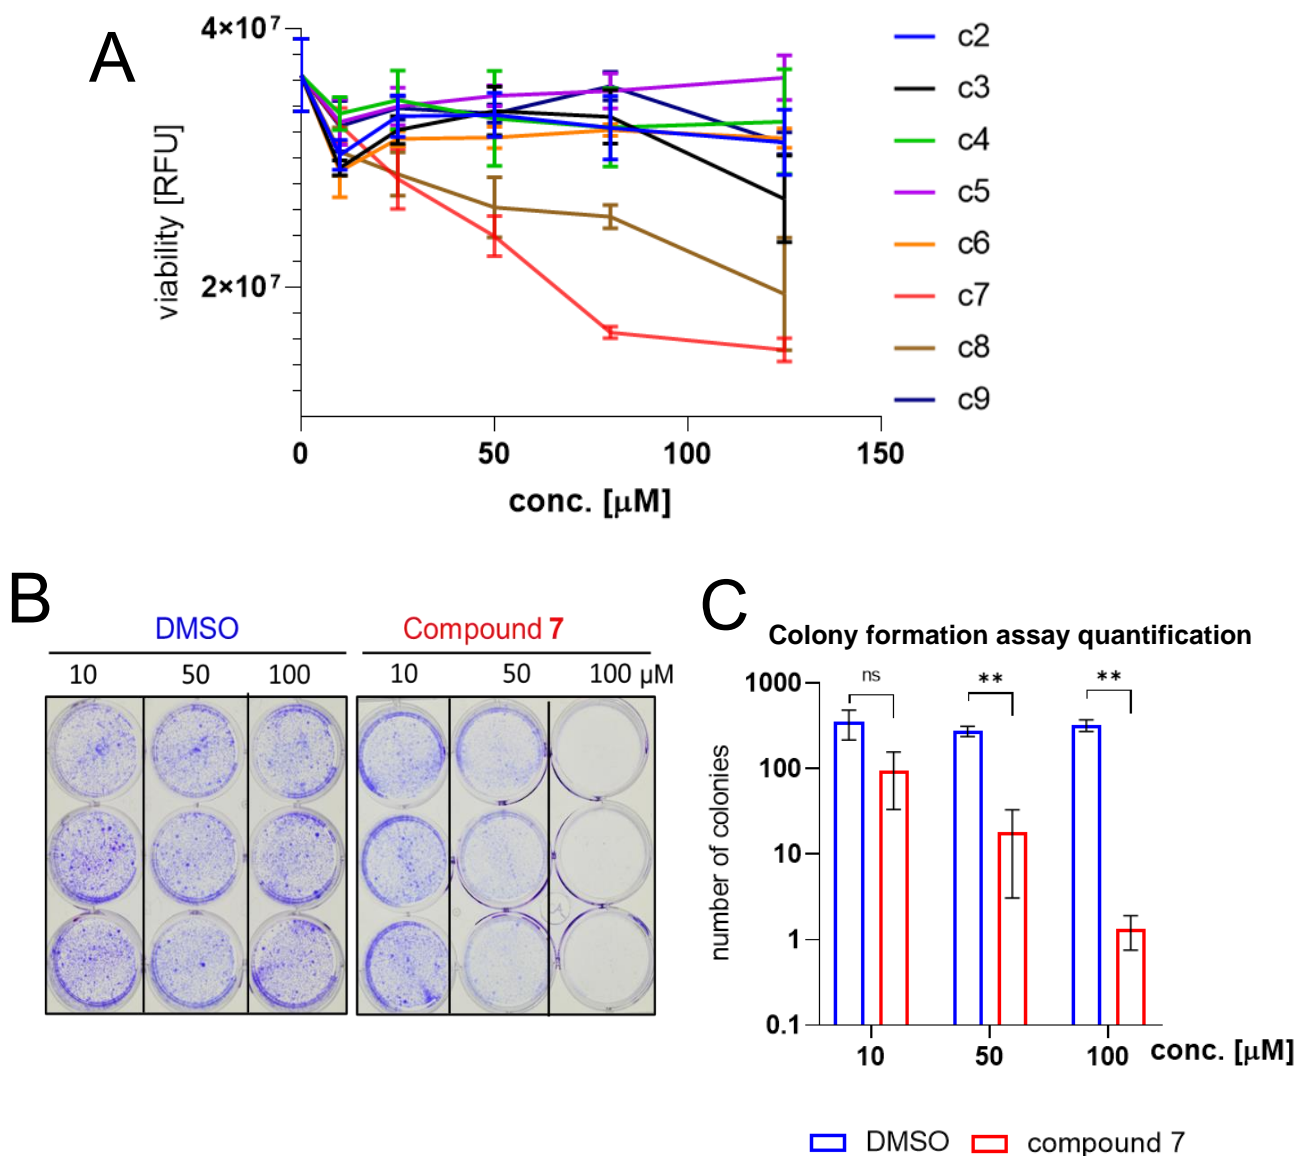 A
4×10⁷
2×10⁷
viability [RFU]
0 50 100 150
conc. [μM]
c2
c3
c4
c5
c6
c7
c8
c9
B
DMSO Compound 7
10 50 100 10 50 100 μM
C
Colony formation assay quantification
1000
100
10
1
0.1
number of colonies
ns ** **
10 50 100 conc. [μM]
DMSO compound 7